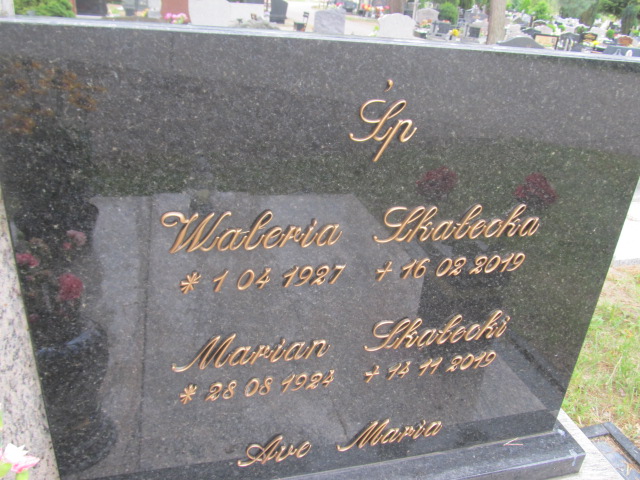 Śp
Waleria Skałecka
* 1 04 1927 + 16 02 2019
Marian Skałecki
* 28 08 1924 + 14 11 2019
Ave Maria